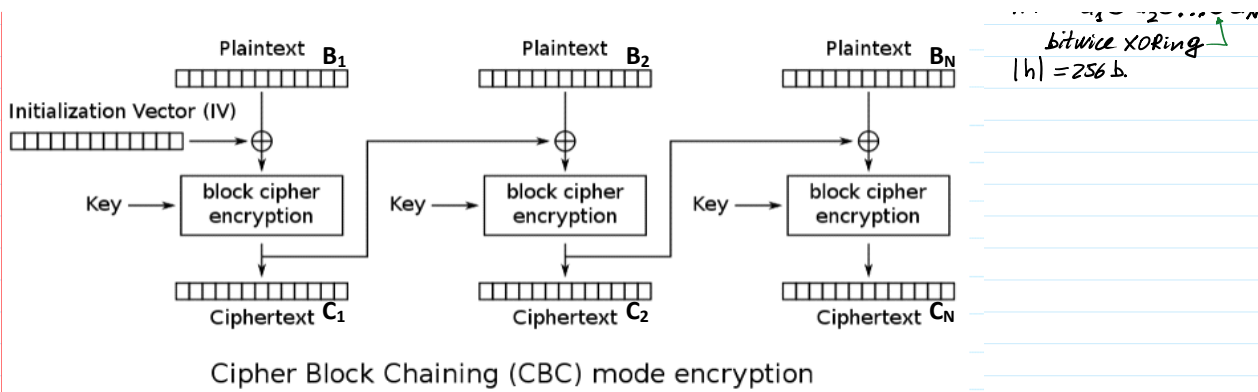 Plaintext B1 Plaintext B2 Plaintext BN
Initialization Vector (IV)
Key block cipher encryption Key block cipher encryption Key block cipher encryption
Ciphertext C1 Ciphertext C2 Ciphertext CN
Cipher Block Chaining (CBC) mode encryption
bitwice XORing
|h| = 256 b.